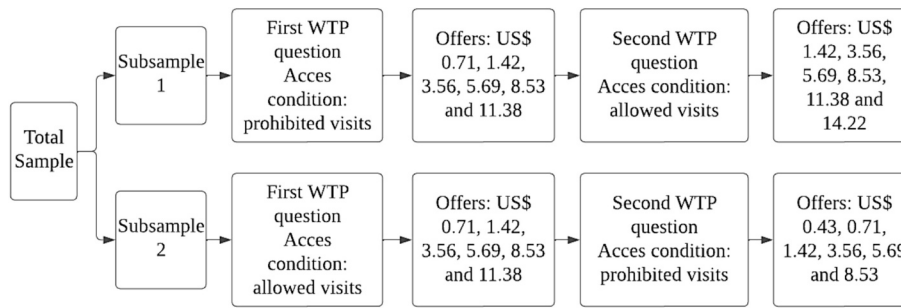 Total
Sample
Subsample
1
First WTP
question
Acces
condition:
prohibited visits
Offers: US$
0.71, 1.42,
3.56, 5.69, 8.53
and 11.38
Second WTP
question
Acces condition:
allowed visits
Offers: US$
1.42, 3.56,
5.69, 8.53,
11.38 and
14.22
Subsample
2
First WTP
question
Acces
condition:
allowed visits
Offers: US$
0.71, 1.42,
3.56, 5.69, 8.53
and 11.38
Second WTP
question
Acces condition:
prohibited visits
Offers: US$
0.43, 0.71,
1.42, 3.56, 5.69
and 8.53